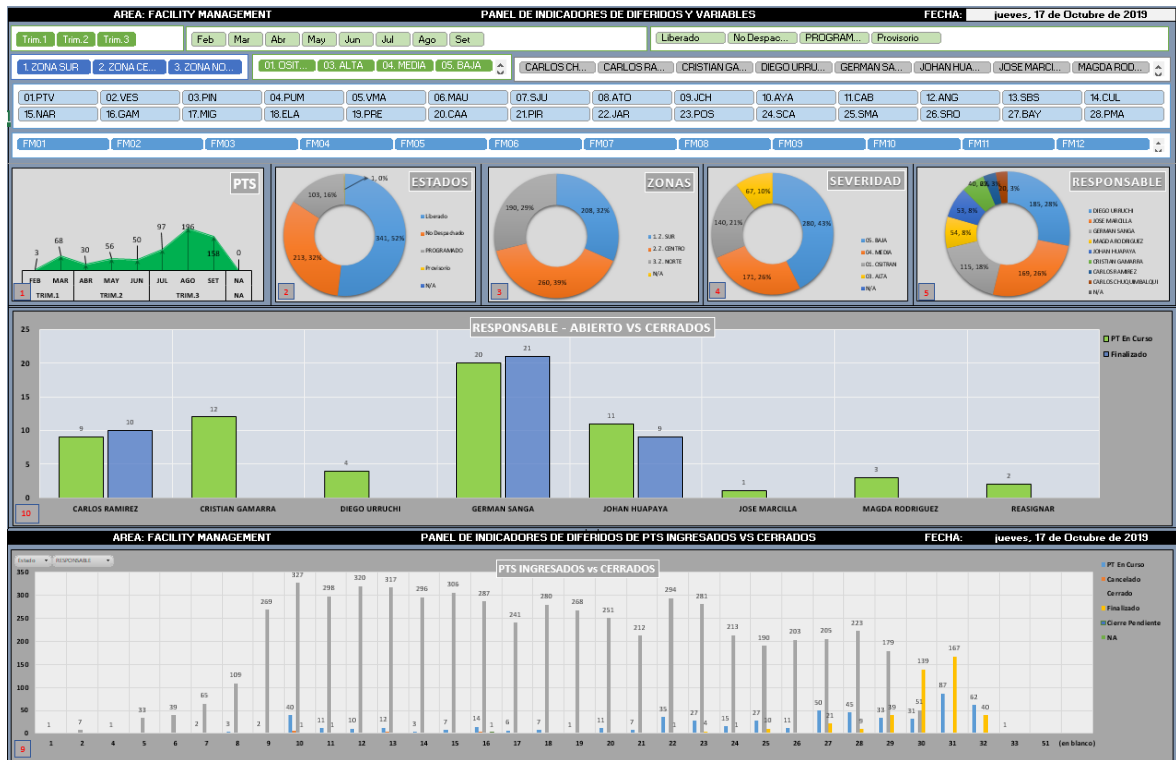 AREA: FACILITY MANAGEMENT PANEL DE INDICADORES DE DIFERIDOS Y VARIABLES FECHA: jueves, 17 de Octubre de 2019
Trim.1 Trim.2 Trim.3 Feb Mar Abr May Jun Jul Ago Set Liberado No Despac... PROGRAM... Provisorio
1. ZONA SUR 2. ZONA CE... 3. ZONA NO... 01. OSIT... 03. ALTA 04. MEDIA 05. BAJA CARLOS CH... CARLOS RA... CRISTIAN GA... DIEGO URRU... GERMAN SA... JOHAN HUA... JOSE MARCI... MAGDA ROD...
01.PTV 02.VES 03.PIN 04.PUM 05.VMA 06.MAU 07.SJU 08.ATO 09.JCH 10.AYA 11.CAB 12.ANG 13.SBS 14.CUL
15.NAR 16.GAM 17.MIG 18.ELA 19.PRE 20.CAA 21.PIR 22.JAR 23.POS 24.SCA 25.SMA 26.SRO 27.BAY 28.PMA
FM01 FM02 FM03 FM04 FM05 FM06 FM07 FM08 FM09 FM10 FM11 FM12
PTS
3 68 30 56 50 97 196 158 0
FEB MAR ABR MAY JUN JUL AGO SET NA
TRIM.1 TRIM.2 TRIM.3 NA
1
ESTADOS
1, 0%
103, 16%
341, 52%
213, 32%
Liberado
No Despachado
PROGRAMADO
Provisorio
N/A
2
ZONAS
190, 29%
208, 32%
260, 39%
1. Z. SUR
2. Z. CENTRO
3. Z. NORTE
N/A
3
SEVERIDAD
67, 10%
140, 21%
280, 43%
171, 26%
05. BAJA
04. MEDIA
01. OSITRAN
03. ALTA
N/A
4
RESPONSABLE
20, 3%
53, 8%
185, 28%
54, 8%
115, 18%
169, 26%
DIEGO URRUCHI
JOSE MARCILLA
GERMAN SANGA
MAGDA RODRIGUEZ
JOHAN HUAPAYA
CRISTIAN GAMARRA
CARLOS RAMIREZ
CARLOS CHUQUIMBALQUI
N/A
5
RESPONSABLE - ABIERTO VS CERRADOS
PT En Curso
Finalizado
25
20
15
10
5
0
9 10 12 4 20 21 11 9 1 3 2
CARLOS RAMIREZ CRISTIAN GAMARRA DIEGO URRUCHI GERMAN SANGA JOHAN HUAPAYA JOSE MARCILLA MAGDA RODRIGUEZ REASIGNAR
10
AREA: FACILITY MANAGEMENT PANEL DE INDICADORES DE DIFERIDOS DE PTS INGRESADOS VS CERRADOS FECHA: jueves, 17 de Octubre de 2019
Estado RESPONSABLE
PTS INGRESADOS vs CERRADOS
PT En Curso
Cancelado
Cerrado
Finalizado
Cierre Pendiente
NA
350
300
250
200
150
100
50
0
1 7 1 33 39 2 65 3 109 2 269 40 327 1 11 298 1 10 320 12 317 1 3 296 7 306 14 287 1 6 241 7 280 1 268 11 251 7 212 35 294 1 27 281 4 15 213 1 27 190 10 11 203 50 205 21 45 223 9 33 179 39 31 51 139 87 167 62 40 1
1 2 4 5 6 7 8 9 10 11 12 13 14 15 16 17 18 19 20 21 22 23 24 25 26 27 28 29 30 31 32 33 51 (en blanco)
9